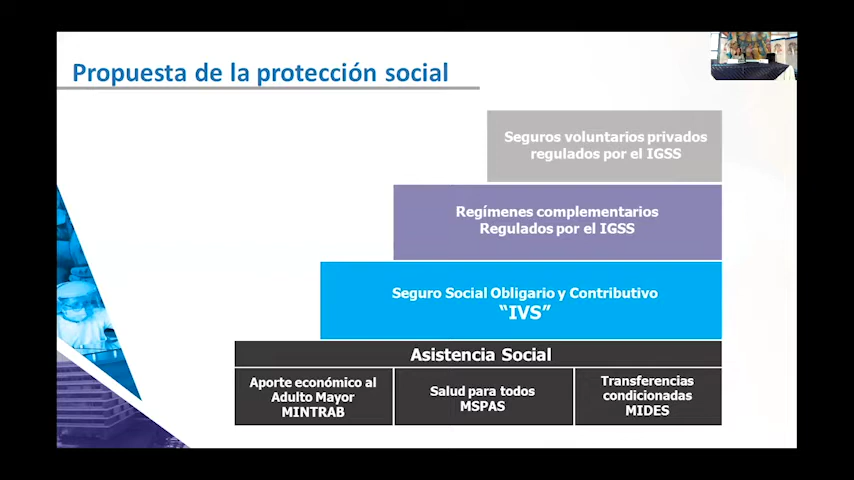 Propuesta de la protección social
Seguros voluntarios privados
regulados por el IGSS
Regímenes complementarios
Regulados por el IGSS
Seguro Social Obligario y Contributivo
“IVS”
Asistencia Social
Aporte económico al
Adulto Mayor
MINTRAB
Salud para todos
MSPAS
Transferencias
condicionadas
MIDES